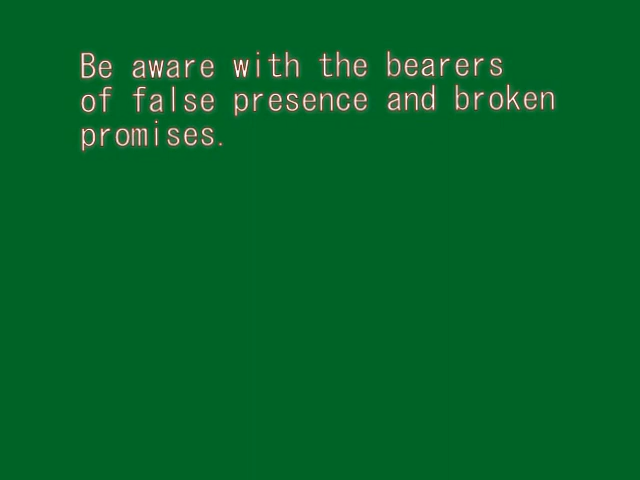 Be aware with the bearers
of false presence and broken
promises.